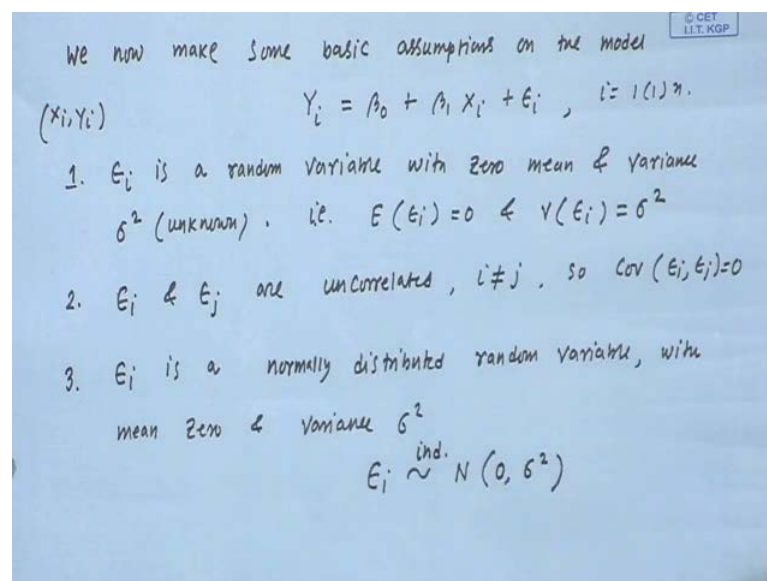 © CET
I.I.T. KGP
We now make some basic assumptions on the model
(Xi, Yi) Yi = β0 + β1 Xi + ϵi , i = 1(1)n.
1. ϵi is a random variable with zero mean & variance
σ² (unknown). i.e. E(ϵi) = 0 & V(ϵi) = σ²
2. ϵi & ϵj are uncorrelated, i ≠ j. so Cov(ϵi, ϵj)=0
3. ϵi is a normally distributed random variable, with
mean zero & variance σ²
ind.
ϵi ~ N(0, σ²)